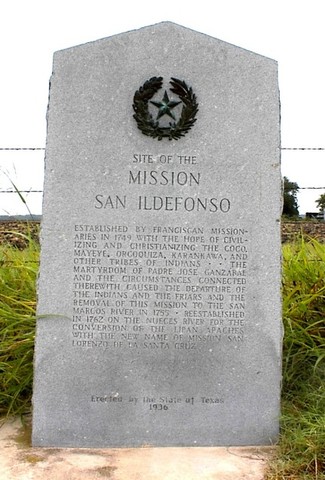 SITE OF THE
MISSION
SAN ILDEFONSO
ESTABLISHED BY FRANCISCAN MISSION-
ARIES IN 1749 WITH THE HOPE OF CIVIL-
IZING AND CHRISTIANIZING THE COCO,
MAYEYE, ORCOQUIZA, KARANKAWA, AND
OTHER TRIBES OF INDIANS • THE
MARTYRDOM OF PADRE JOSE GANZABAL
AND THE CIRCUMSTANCES CONNECTED
THEREWITH CAUSED THE DEPARTURE OF
THE INDIANS AND THE FRIARS AND THE
REMOVAL OF THIS MISSION TO THE SAN
MARCOS RIVER IN 1755 • REESTABLISHED
IN 1762 ON THE NUECES RIVER FOR THE
CONVERSION OF THE LIPAN APACHES
WITH THE NEW NAME OF MISSION SAN
LORENZO DE LA SANTA CRUZ
Erected by the State of Texas
1936